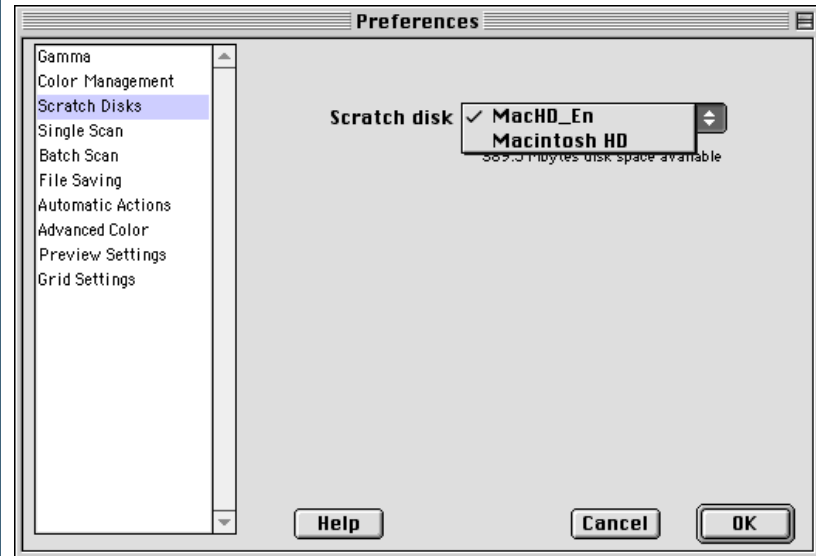 Preferences
Gamma
Color Management
Scratch Disks
Single Scan
Batch Scan
File Saving
Automatic Actions
Advanced Color
Preview Settings
Grid Settings
Scratch disk
✓ MacHD_En
Macintosh HD
Mbytes disk space available
Help
Cancel
OK